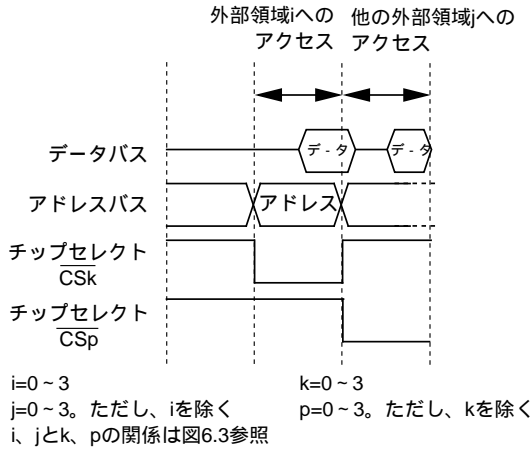 外部領域iへの 他の外部領域jへの
アクセス アクセス
データバス
データ データ
アドレスバス
アドレス
チップセレクト
CSk
チップセレクト
CSp
i=0～3 k=0～3
j=0～3。ただし、iを除く p=0～3。ただし、kを除く
i、jとk、pの関係は図6.3参照